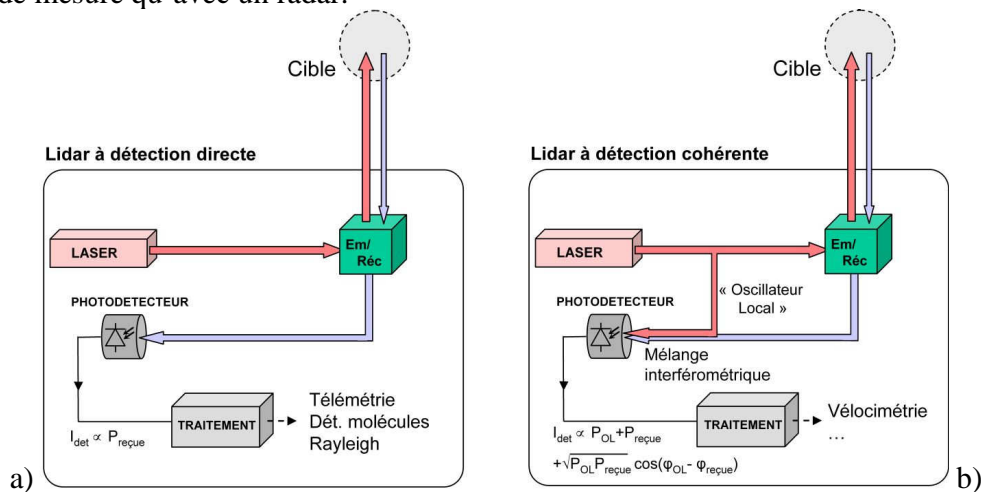 de mesure qu'avec un radar.
Cible
Lidar à détection directe
LASER
Em/
Réc
PHOTODETECTEUR
TRAITEMENT
Télémétrie
Dét. molécules
Rayleigh
I_det ∝ P_reçue
a)
Cible
Lidar à détection cohérente
LASER
Em/
Réc
« Oscillateur
Local »
PHOTODETECTEUR
Mélange
interférométrique
TRAITEMENT
Vélocimétrie
...
I_det ∝ P_OL+P_reçue
+√P_OLP_reçue cos(φ_OL- φ_reçue)
b)